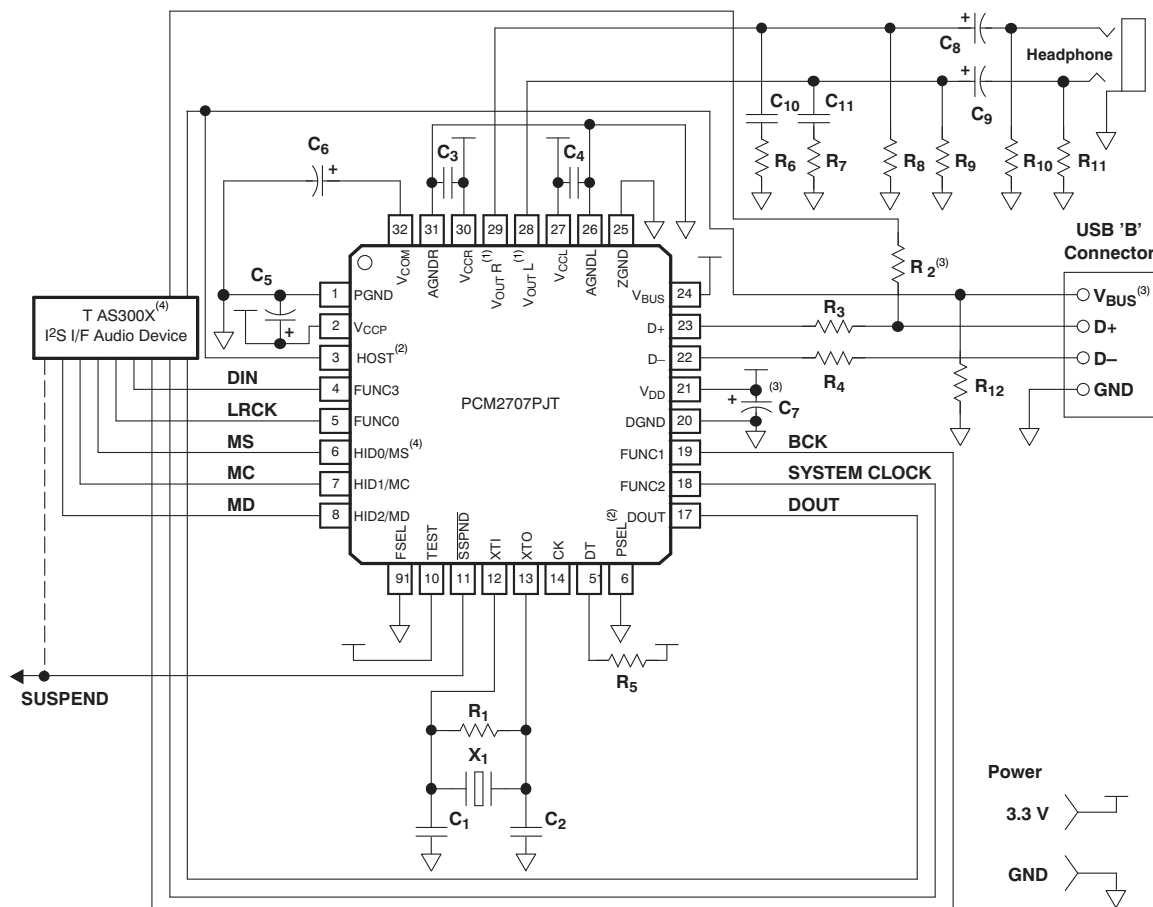 C8
Headphone
C10
C11
C9
R6
R7
R8
R9
R10
R11
C6
C3
C4
32
31
30
29
28
27
26
25
VCOM
AGNDR
VCCR
VOUT R(1)
VOUT L(1)
VCCL
AGNDL
ZGND
USB 'B'
Connector
R 2(3)
C5
T AS300X(4)
I2S I/F Audio Device
1
PGND
2
VCCP
3
HOST(2)
DIN
4
FUNC3
LRCK
5
FUNC0
MS
6
HID0/MS(4)
MC
7
HID1/MC
MD
8
HID2/MD
PCM2707PJT
VBUS
24
D+
23
R3
D–
22
R4
VDD
21
(3)
C7
DGND
20
FUNC1
19
BCK
FUNC2
18
SYSTEM CLOCK
DOUT
17
DOUT
VBUS(3)
D+
D–
GND
R12
FSEL
TEST
SSPND
XTI
XTO
CK
DT
PSEL(2)
91
10
11
12
13
14
51
6
R5
SUSPEND
R1
X1
C1
C2
Power
3.3 V
GND